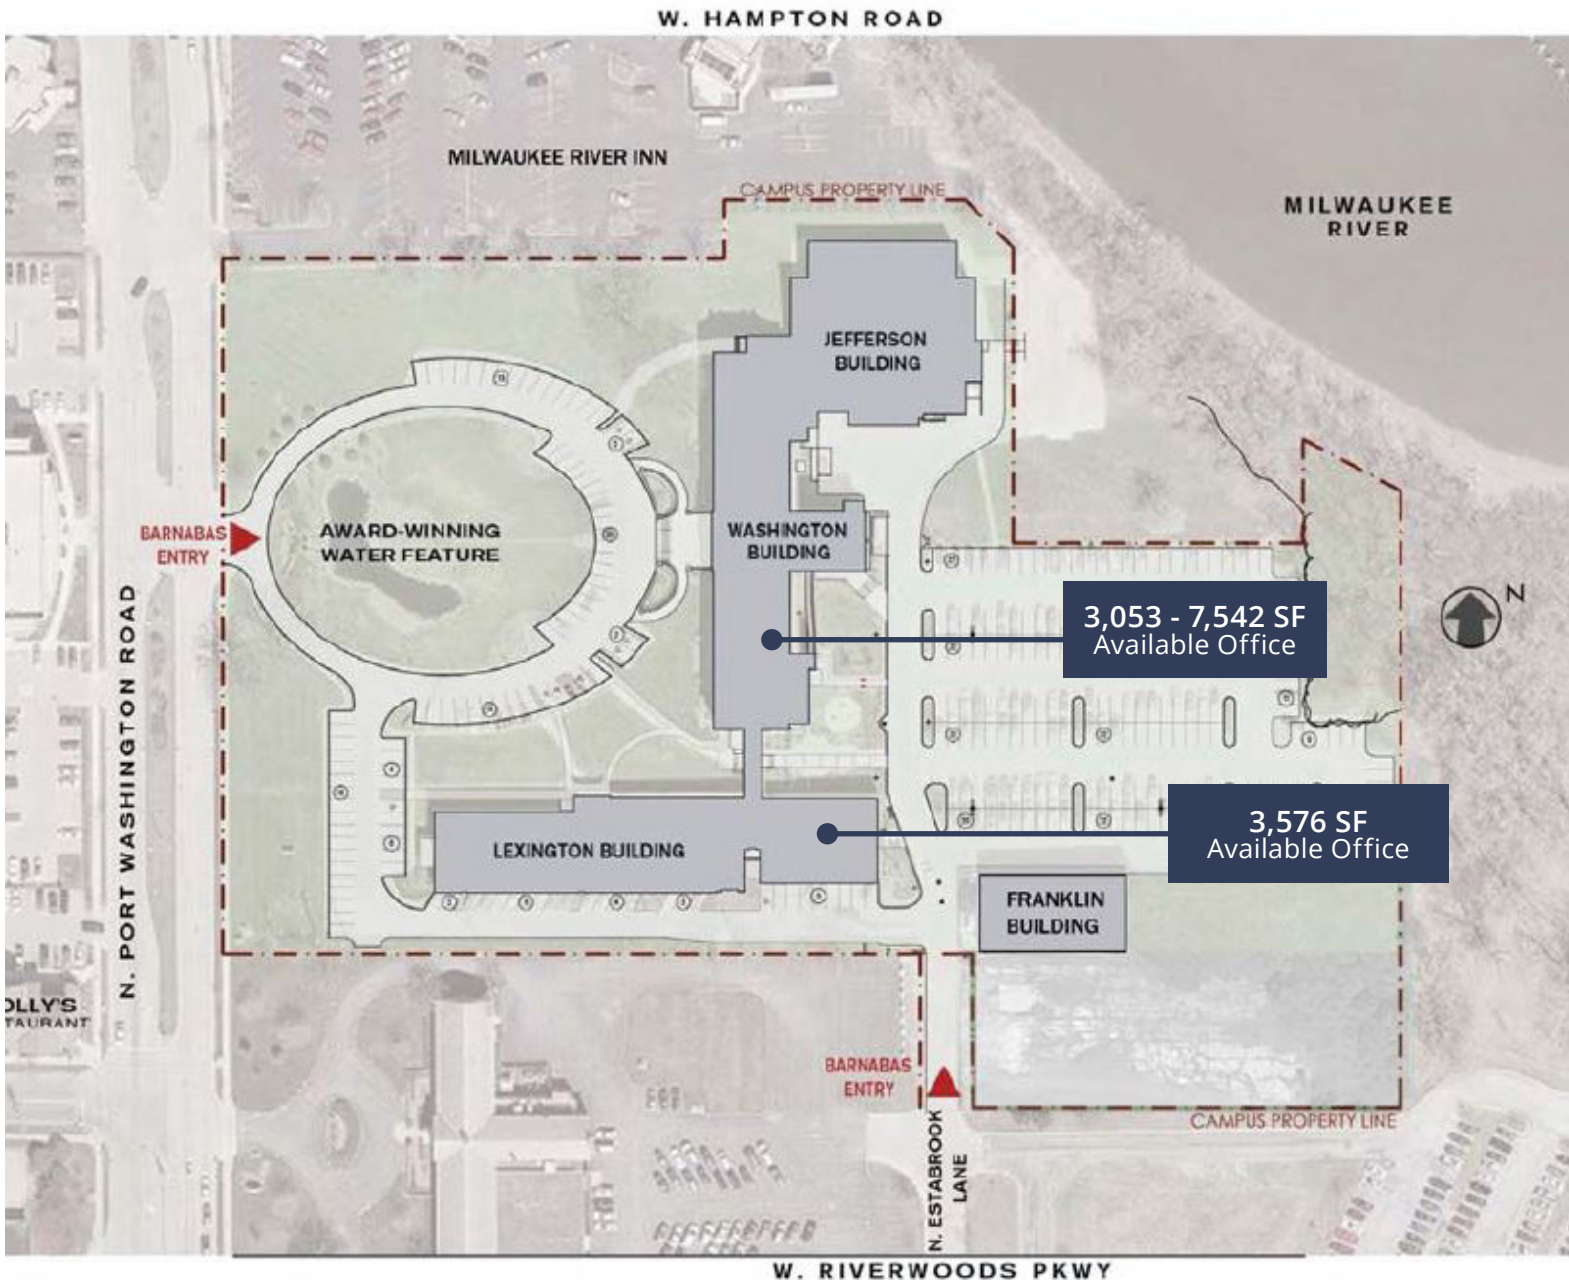 W. HAMPTON ROAD
MILWAUKEE RIVER INN
CAMPUS PROPERTY LINE
MILWAUKEE
RIVER
JEFFERSON
BUILDING
BARNABAS
ENTRY
AWARD-WINNING
WATER FEATURE
WASHINGTON
BUILDING
N
3,053 - 7,542 SF
Available Office
N. PORT WASHINGTON ROAD
3,576 SF
Available Office
LEXINGTON BUILDING
FRANKLIN
BUILDING
OLLY'S
TAURANT
BARNABAS
ENTRY
CAMPUS PROPERTY LINE
N. ESTABROOK
LANE
W. RIVERWOODS PKWY